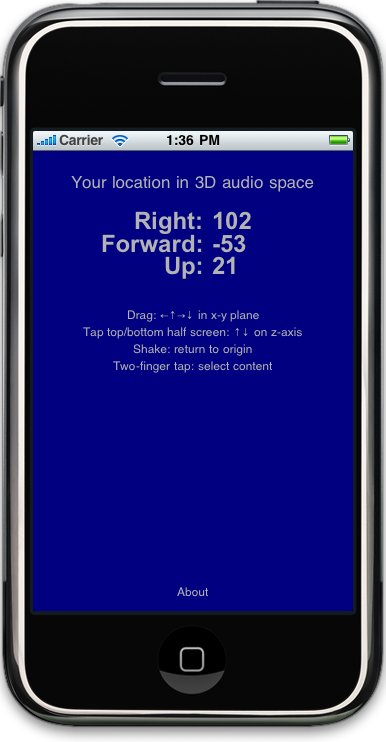 Carrier 1:36 PM
Your location in 3D audio space
Right: 102
Forward: -53
Up: 21
Drag: ←↑→↓ in x-y plane
Tap top/bottom half screen: ↑↓ on z-axis
Shake: return to origin
Two-finger tap: select content
About